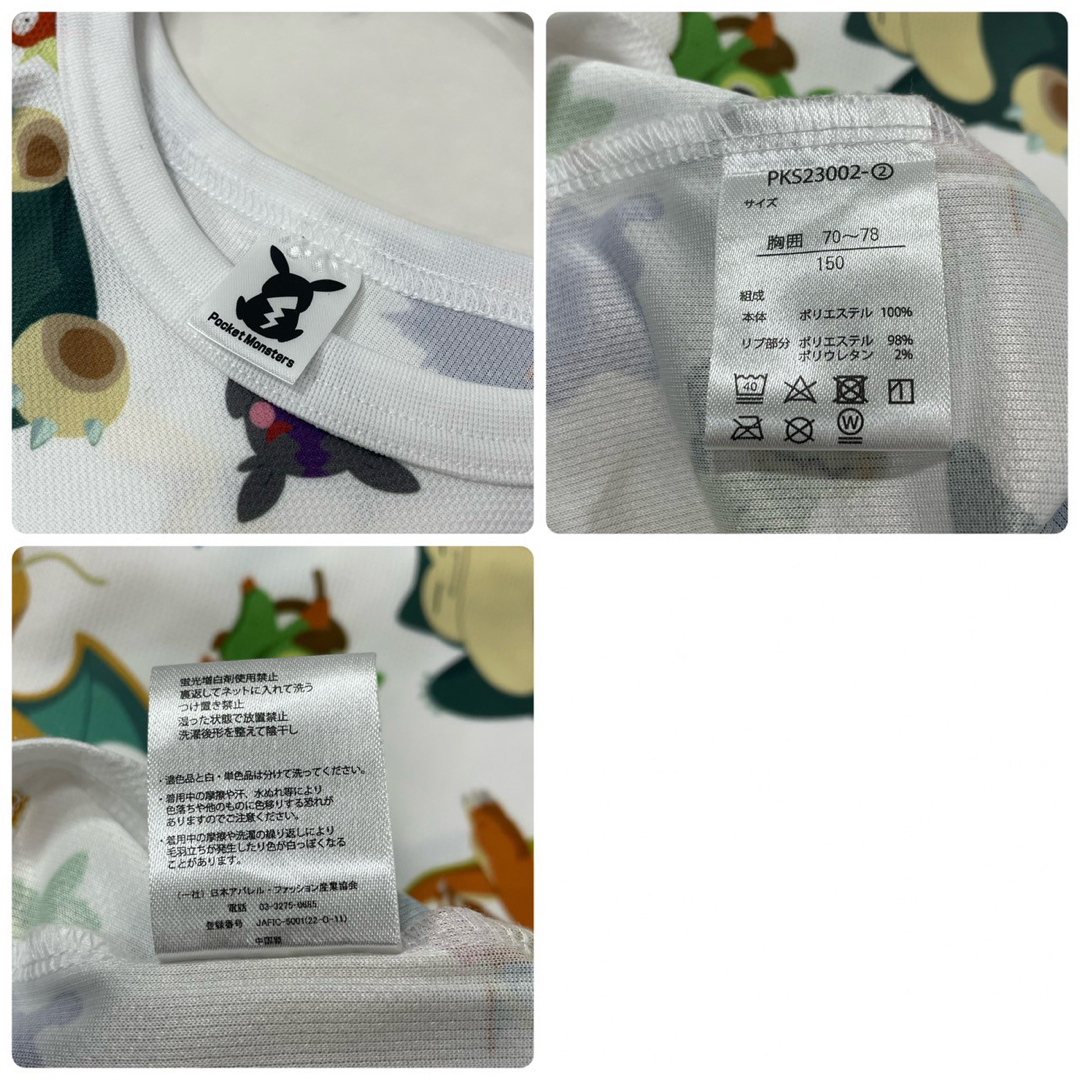 Pocket Monsters
PKS23002-②
サイズ
胸囲 70～78
150
組成
本体 ポリエステル 100%
リブ部分 ポリエステル 98%
ポリウレタン 2%
40
W
蛍光増白剤使用禁止
裏返してネットに入れて洗う
つけ置き禁止
湿った状態で放置禁止
洗濯後形を整えて陰干し
・濃色品と白・単色品は分けて洗ってください。
・着用中の摩擦や汗、水ぬれ等により
色落ちや他のものに色移りする恐れが
ありますのでご注意ください。
・着用中の摩擦や洗濯の繰り返しにより
毛羽立ちが発生したり色が白っぽくなる
ことがあります。
(一社)日本アパレル・ファッション産業協会
電話 03-3275-0685
登録番号 JAFIC-5001(22-0-11)
中国製